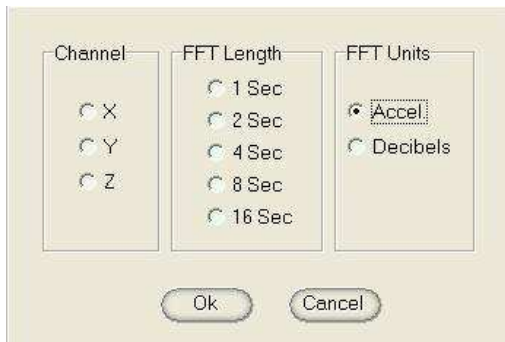 Channel
X
Y
Z
FFT Length
1 Sec
2 Sec
4 Sec
8 Sec
16 Sec
FFT Units
Accel.
Decibels
Ok
Cancel